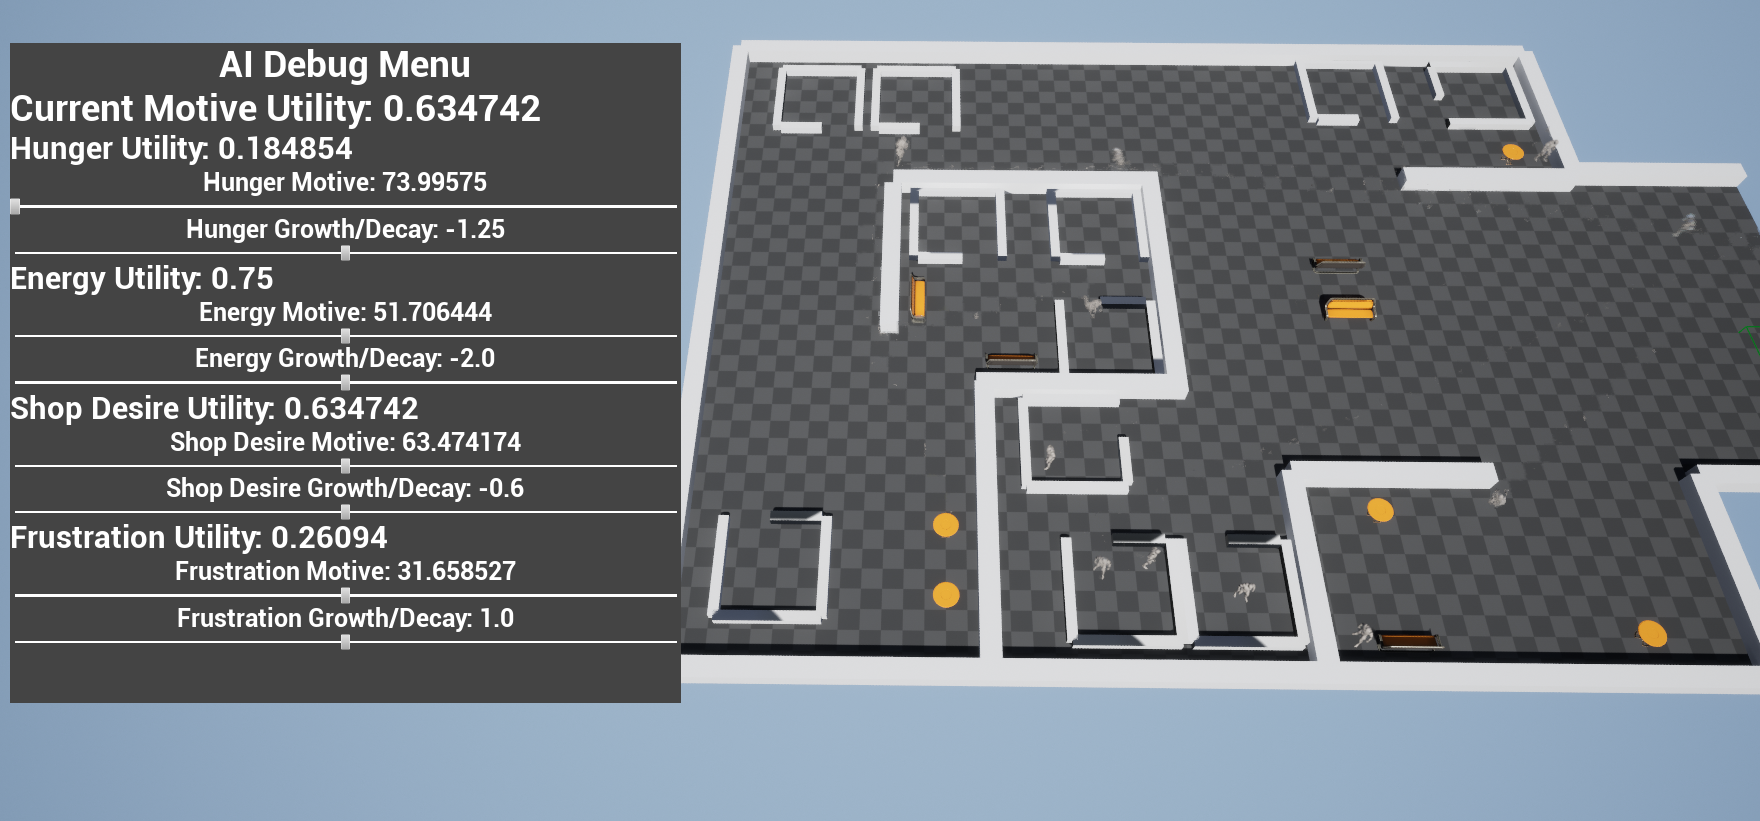 AI Debug Menu
Current Motive Utility: 0.634742
Hunger Utility: 0.184854
Hunger Motive: 73.99575
Hunger Growth/Decay: -1.25
Energy Utility: 0.75
Energy Motive: 51.706444
Energy Growth/Decay: -2.0
Shop Desire Utility: 0.634742
Shop Desire Motive: 63.474174
Shop Desire Growth/Decay: -0.6
Frustration Utility: 0.26094
Frustration Motive: 31.658527
Frustration Growth/Decay: 1.0